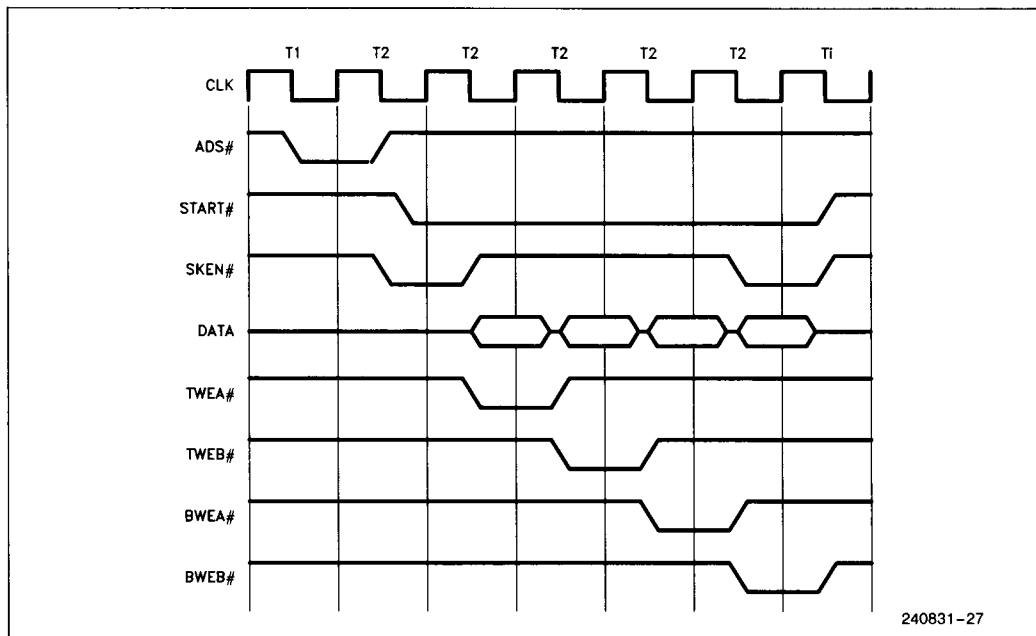 T1 T2 T2 T2 T2 T2 Ti
CLK
ADS#
START#
SKEN#
DATA
TWEA#
TWEB#
BWEA#
BWEB#
240831-27